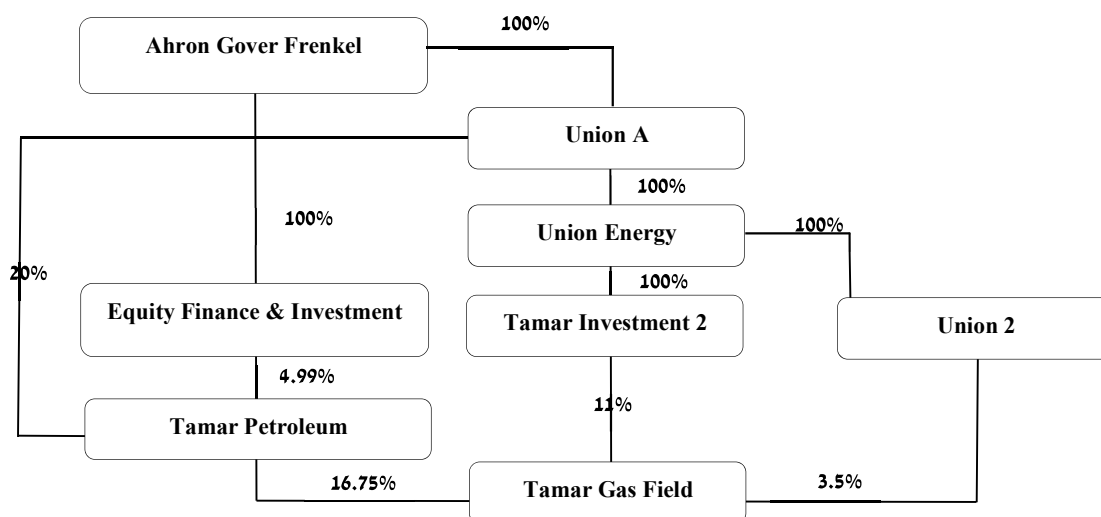 100%
Ahron Gover Frenkel
Union A
100%
Union Energy
100%
100%
20%
100%
Equity Finance & Investment
Tamar Investment 2
Union 2
4.99%
11%
Tamar Petroleum
16.75%
Tamar Gas Field
3.5%